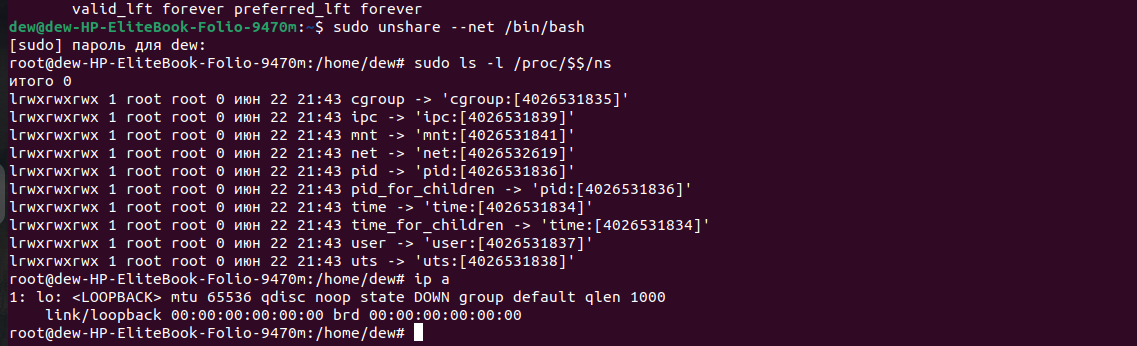 valid_lft forever preferred_lft forever
dew@dew-HP-EliteBook-Folio-9470m:~$ sudo unshare --net /bin/bash
[sudo] пароль для dew:
root@dew-HP-EliteBook-Folio-9470m:/home/dew# sudo ls -l /proc/$$/ns
итого 0
lrwxrwxrwx 1 root root 0 июн 22 21:43 cgroup -> 'cgroup:[4026531835]'
lrwxrwxrwx 1 root root 0 июн 22 21:43 ipc -> 'ipc:[4026531839]'
lrwxrwxrwx 1 root root 0 июн 22 21:43 mnt -> 'mnt:[4026531841]'
lrwxrwxrwx 1 root root 0 июн 22 21:43 net -> 'net:[4026532619]'
lrwxrwxrwx 1 root root 0 июн 22 21:43 pid -> 'pid:[4026531836]'
lrwxrwxrwx 1 root root 0 июн 22 21:43 pid_for_children -> 'pid:[4026531836]'
lrwxrwxrwx 1 root root 0 июн 22 21:43 time -> 'time:[4026531834]'
lrwxrwxrwx 1 root root 0 июн 22 21:43 time_for_children -> 'time:[4026531834]'
lrwxrwxrwx 1 root root 0 июн 22 21:43 user -> 'user:[4026531837]'
lrwxrwxrwx 1 root root 0 июн 22 21:43 uts -> 'uts:[4026531838]'
root@dew-HP-EliteBook-Folio-9470m:/home/dew# ip a
1: lo: <LOOPBACK> mtu 65536 qdisc noop state DOWN group default qlen 1000
    link/loopback 00:00:00:00:00:00 brd 00:00:00:00:00:00
root@dew-HP-EliteBook-Folio-9470m:/home/dew#